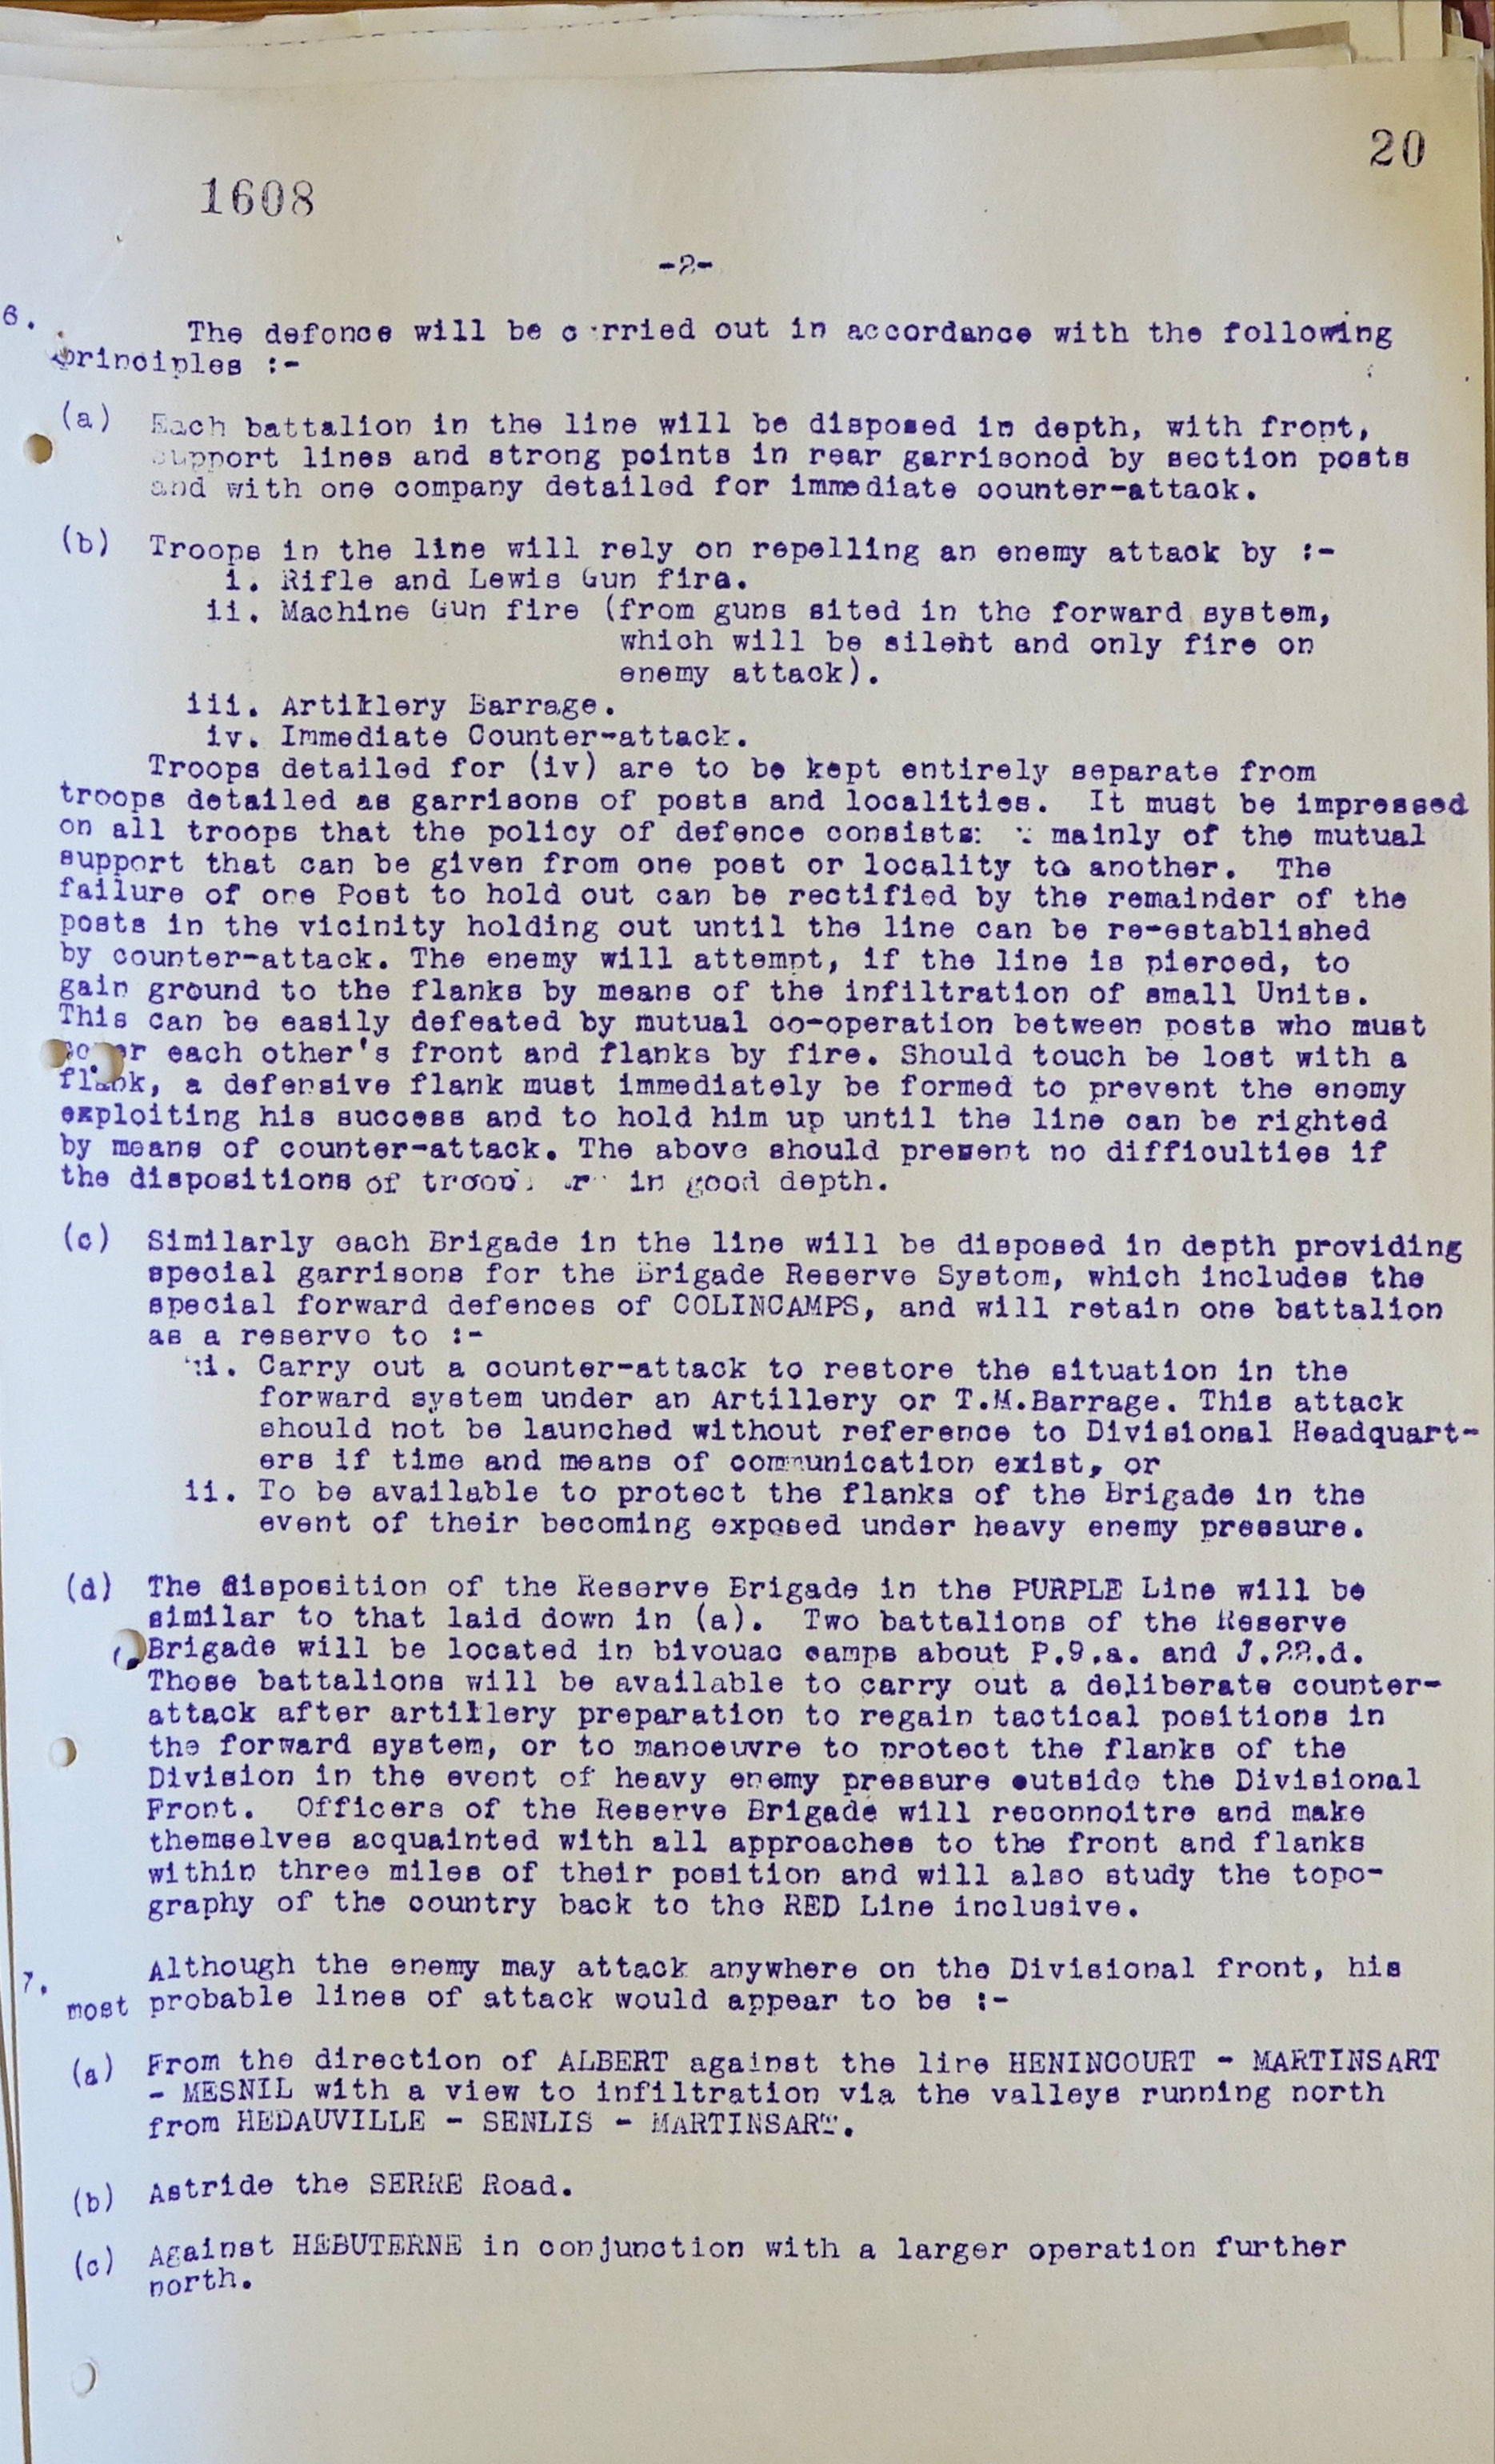 20
1608
-2-
6.
The defence will be carried out in accordance with the following
principles :-
(a) Each battalion in the line will be disposed in depth, with front,
support lines and strong points in rear garrisoned by section posts
and with one company detailed for immediate counter-attack.
(b) Troops in the line will rely on repelling an enemy attack by :-
i. Rifle and Lewis Gun fire.
ii. Machine Gun fire (from guns sited in the forward system,
which will be silent and only fire on
enemy attack).
iii. Artillery Barrage.
iv. Immediate Counter-attack.
Troops detailed for (iv) are to be kept entirely separate from
troops detailed as garrisons of posts and localities. It must be impressed
on all troops that the policy of defence consists mainly of the mutual
support that can be given from one post or locality to another. The
failure of one Post to hold out can be rectified by the remainder of the
posts in the vicinity holding out until the line can be re-established
by counter-attack. The enemy will attempt, if the line is pierced, to
gain ground to the flanks by means of the infiltration of small Units.
This can be easily defeated by mutual co-operation between posts who must
cover each other's front and flanks by fire. Should touch be lost with a
flank, a defensive flank must immediately be formed to prevent the enemy
exploiting his success and to hold him up until the line can be righted
by means of counter-attack. The above should present no difficulties if
the dispositions of troops are in good depth.
(c) Similarly each Brigade in the line will be disposed in depth providing
special garrisons for the Brigade Reserve System, which includes the
special forward defences of COLINCAMPS, and will retain one battalion
as a reserve to :-
i. Carry out a counter-attack to restore the situation in the
forward system under an Artillery or T.M.Barrage. This attack
should not be launched without reference to Divisional Headquart-
ers if time and means of communication exist, or
ii. To be available to protect the flanks of the Brigade in the
event of their becoming exposed under heavy enemy pressure.
(d) The disposition of the Reserve Brigade in the PURPLE Line will be
similar to that laid down in (a). Two battalions of the Reserve
Brigade will be located in bivouac camps about P.9.a. and J.22.d.
These battalions will be available to carry out a deliberate counter-
attack after artillery preparation to regain tactical positions in
the forward system, or to manoeuvre to protect the flanks of the
Division in the event of heavy enemy pressure outside the Divisional
Front. Officers of the Reserve Brigade will reconnoitre and make
themselves acquainted with all approaches to the front and flanks
within three miles of their position and will also study the topo-
graphy of the country back to the RED Line inclusive.
7.
Although the enemy may attack anywhere on the Divisional front, his
most probable lines of attack would appear to be :-
(a) From the direction of ALBERT against the line HENINCOURT - MARTINSART
- MESNIL with a view to infiltration via the valleys running north
from HEDAUVILLE - SENLIS - MARTINSART.
(b) Astride the SERRE Road.
(c) Against HEBUTERNE in conjunction with a larger operation further
north.